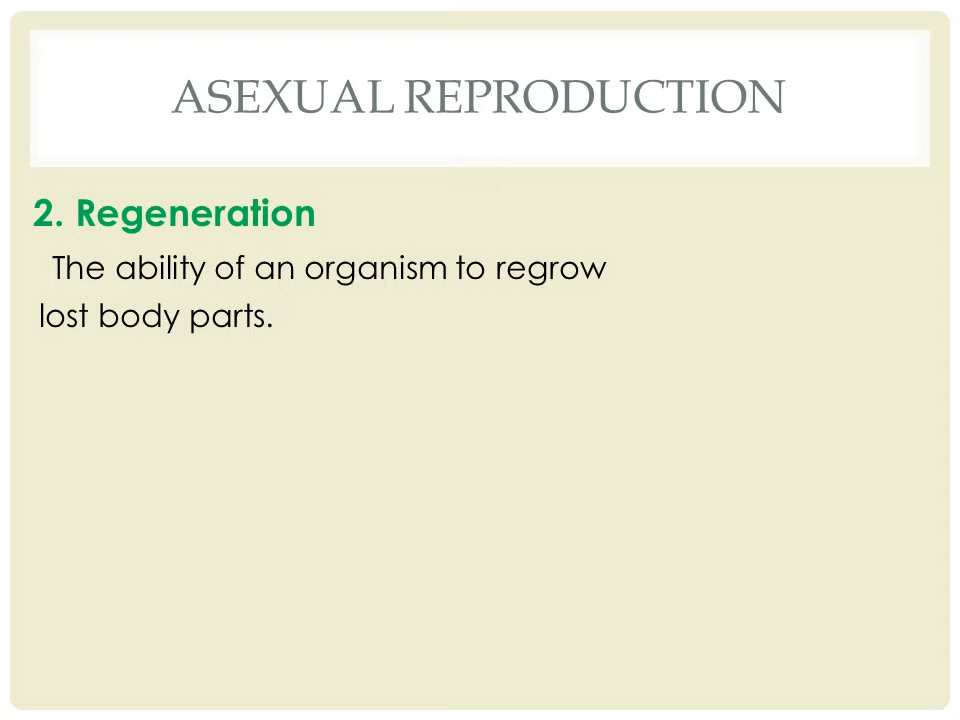 ASEXUAL REPRODUCTION
2. Regeneration
The ability of an organism to regrow
lost body parts.